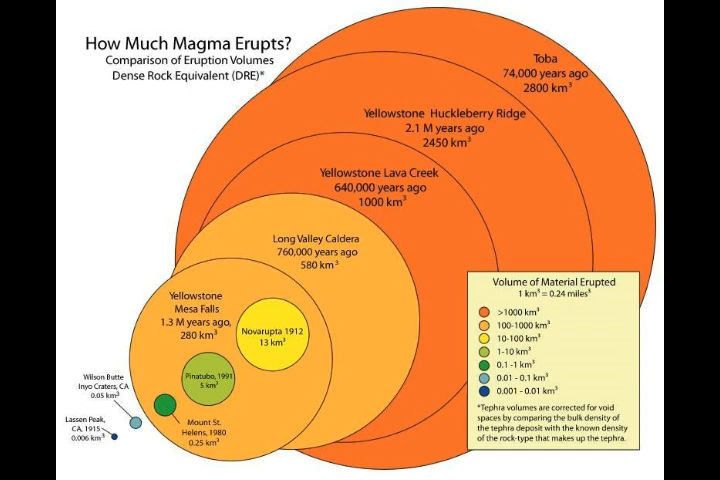 How Much Magma Erupts?
Comparison of Eruption Volumes
Dense Rock Equivalent (DRE)*
Toba
74,000 years ago
2800 km³
Yellowstone Huckleberry Ridge
2.1 M years ago
2450 km³
Yellowstone Lava Creek
640,000 years ago
1000 km³
Long Valley Caldera
760,000 years ago
580 km³
Yellowstone
Mesa Falls
1.3 M years ago,
280 km³
Novarupta 1912
13 km³
Pinatubo, 1991
5 km³
Wilson Butte
Inyo Craters, CA
0.05 km³
Lassen Peak,
CA, 1915
0.006 km³
Mount St.
Helens, 1980
0.25 km³
Volume of Material Erupted
1 km³ = 0.24 miles³
>1000 km³
100-1000 km³
10-100 km³
1-10 km³
0.1 -1 km³
0.01 - 0.1 km³
0.001 - 0.01 km³
*Tephra volumes are corrected for void
spaces by comparing the bulk density of
the tephra deposit with the known density
of the rock-type that makes up the tephra.